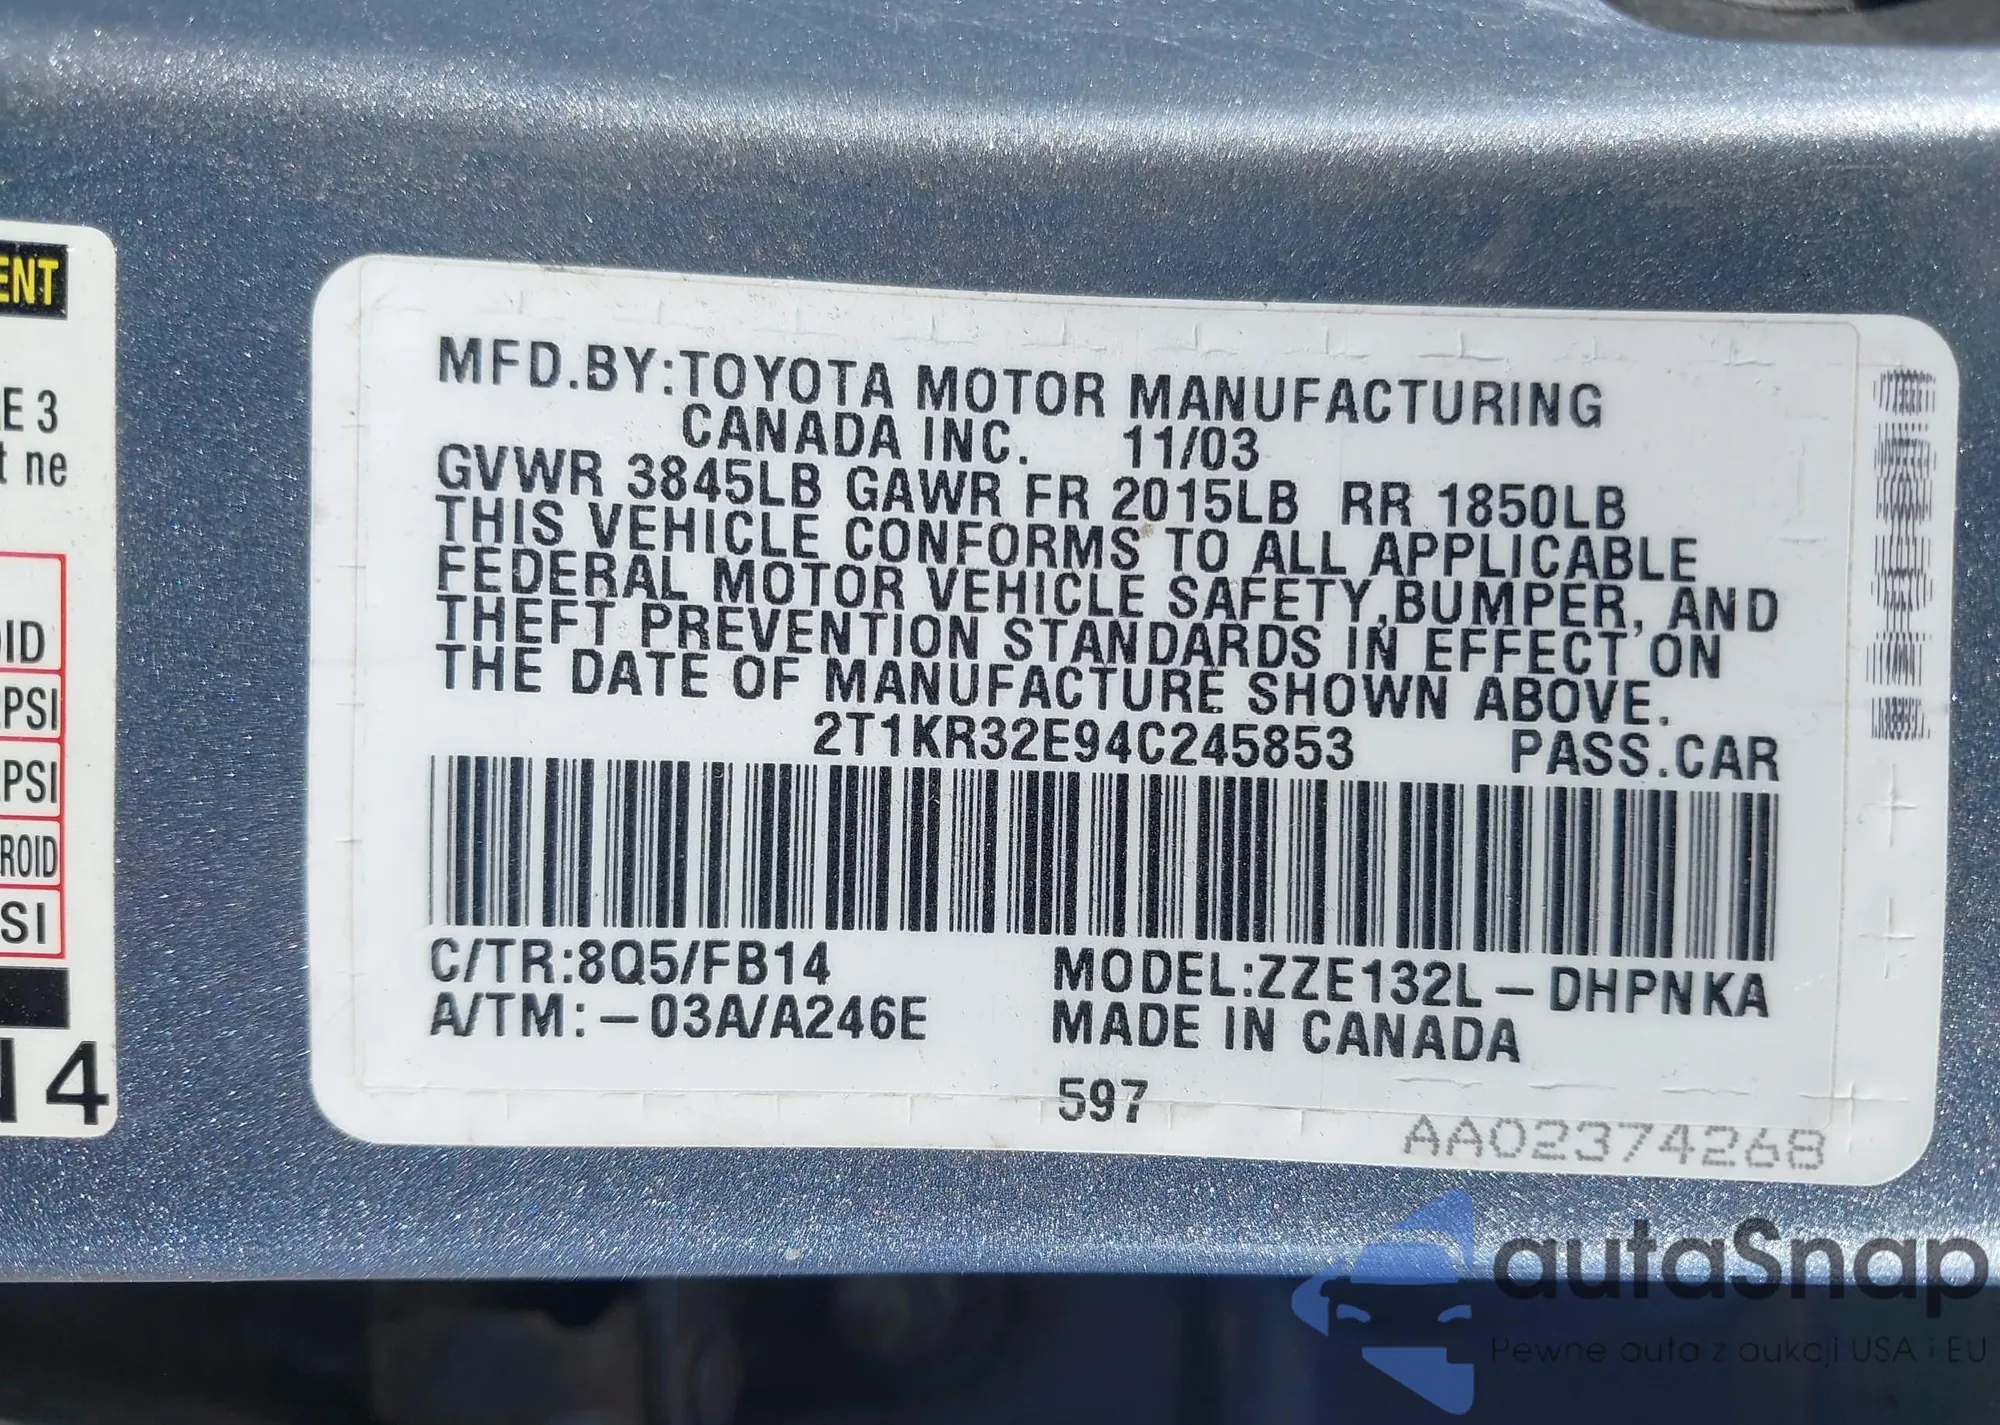 ENT
E 3
t ne
ID
PSI
PSI
ROID
SI
14
MFD.BY:TOYOTA MOTOR MANUFACTURING
CANADA INC. 11/03
GVWR 3845LB GAWR FR 2015LB RR 1850LB
THIS VEHICLE CONFORMS TO ALL APPLICABLE
FEDERAL MOTOR VEHICLE SAFETY,BUMPER, AND
THEFT PREVENTION STANDARDS IN EFFECT ON
THE DATE OF MANUFACTURE SHOWN ABOVE.
2T1KR32E94C245853 PASS.CAR
C/TR:8Q5/FB14 MODEL:ZZE132L-DHPNKA
A/TM:-03A/A246E MADE IN CANADA
597
AA02374268
autaSnap
Pewne auta z aukcji USA i EU